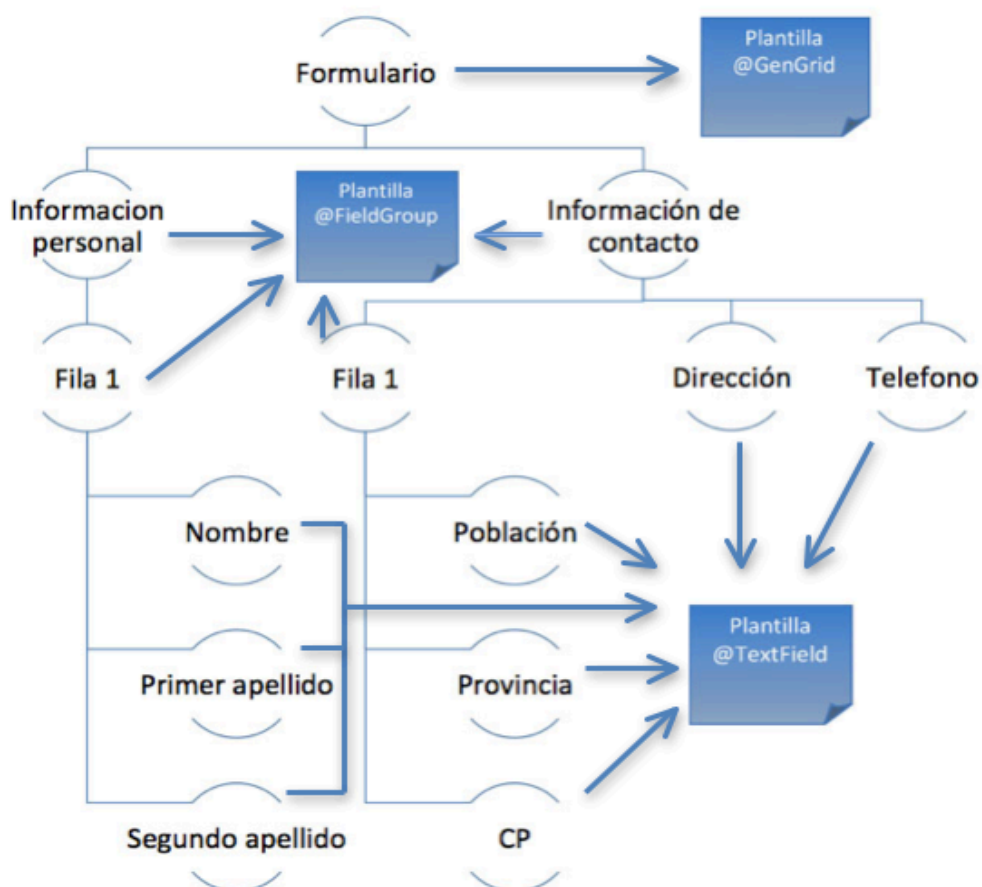 Formulario
Plantilla
@GenGrid
Informacion
personal
Plantilla
@FieldGroup
Información de
contacto
Fila 1
Fila 1
Dirección
Telefono
Nombre
Población
Primer apellido
Provincia
Plantilla
@TextField
Segundo apellido
CP